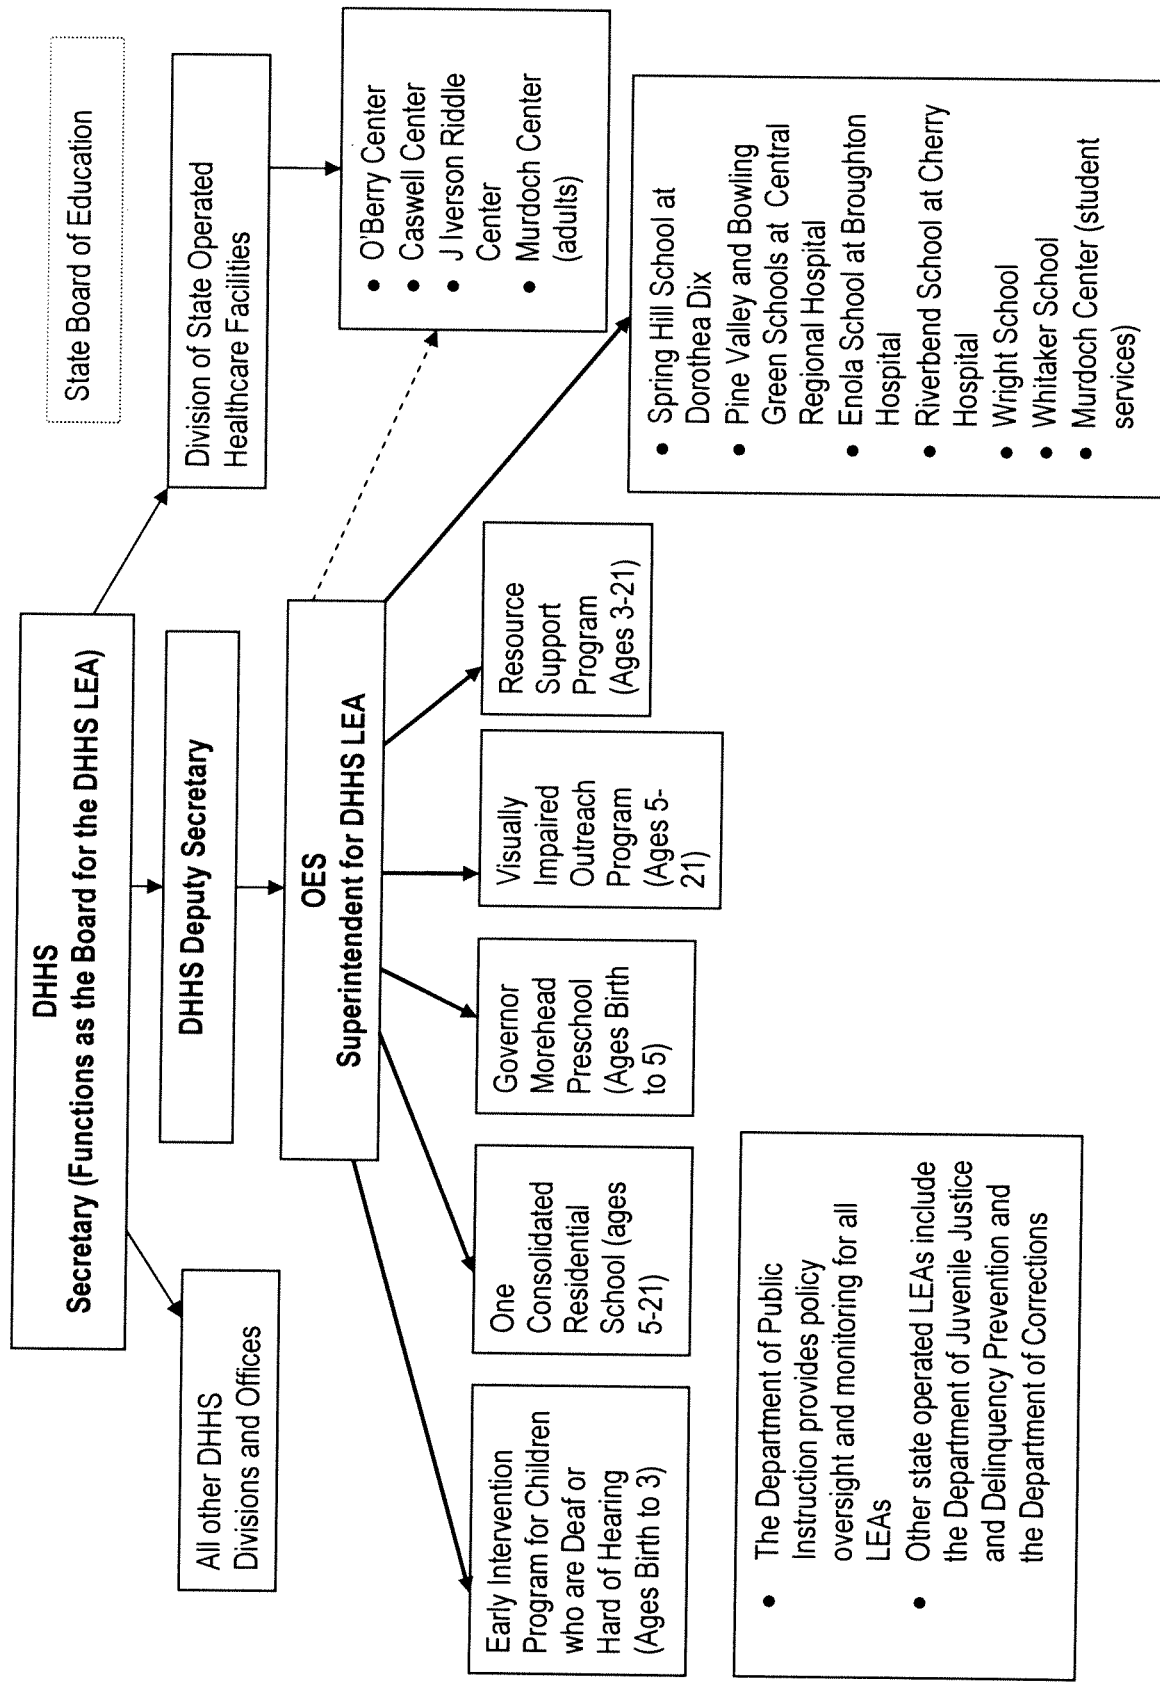 State Board of Education
DHHS
Secretary (Functions as the Board for the DHHS LEA)
All other DHHS
Divisions and Offices
DHHS Deputy Secretary
Division of State Operated
Healthcare Facilities
OES
Superintendent for DHHS LEA
• O'Berry Center
• Caswell Center
• J Iverson Riddle
Center
• Murdoch Center
(adults)
Early Intervention
Program for Children
who are Deaf or
Hard of Hearing
(Ages Birth to 3)
One
Consolidated
Residential
School (ages
5-21)
Governor
Morehead
Preschool
(Ages Birth
to 5)
Visually
Impaired
Outreach
Program
(Ages 5-
21)
Resource
Support
Program
(Ages 3-21)
• Spring Hill School at
Dorothea Dix
• Pine Valley and Bowling
Green Schools at Central
Regional Hospital
• Enola School at Broughton
Hospital
• Riverbend School at Cherry
Hospital
• Wright School
• Whitaker School
• Murdoch Center (student
services)
• The Department of Public
Instruction provides policy
oversight and monitoring for all
LEAs
• Other state operated LEAs include
the Department of Juvenile Justice
and Delinquency Prevention and
the Department of Corrections